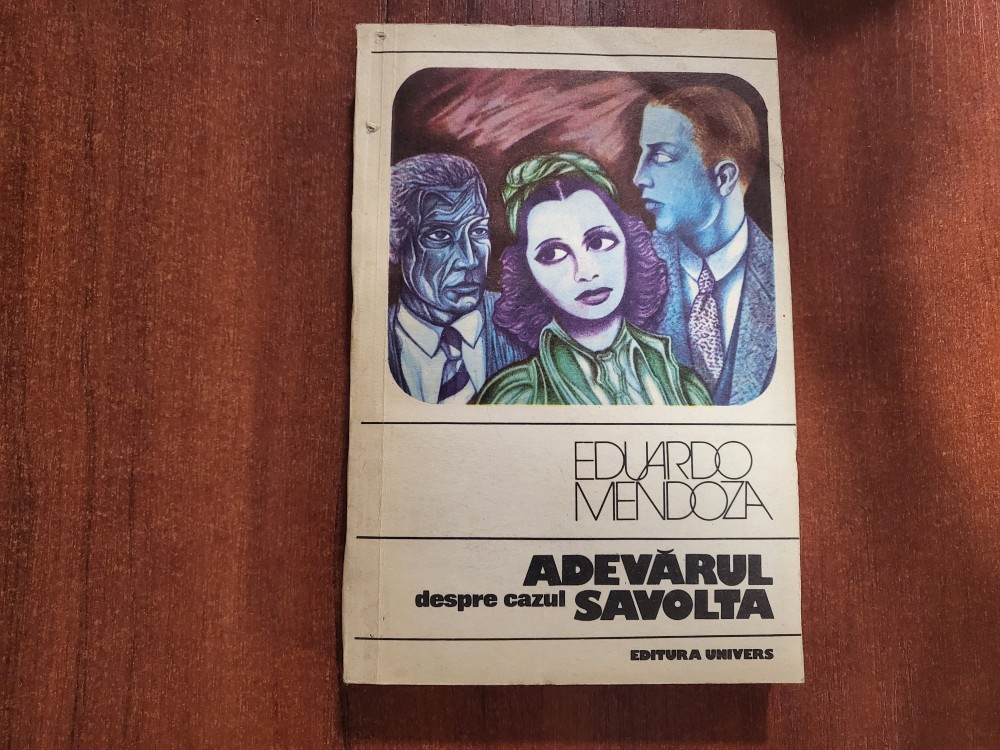 EDUARDO
MENDOZA
ADEVĂRUL
despre cazul SAVOLTA
EDITURA UNIVERS